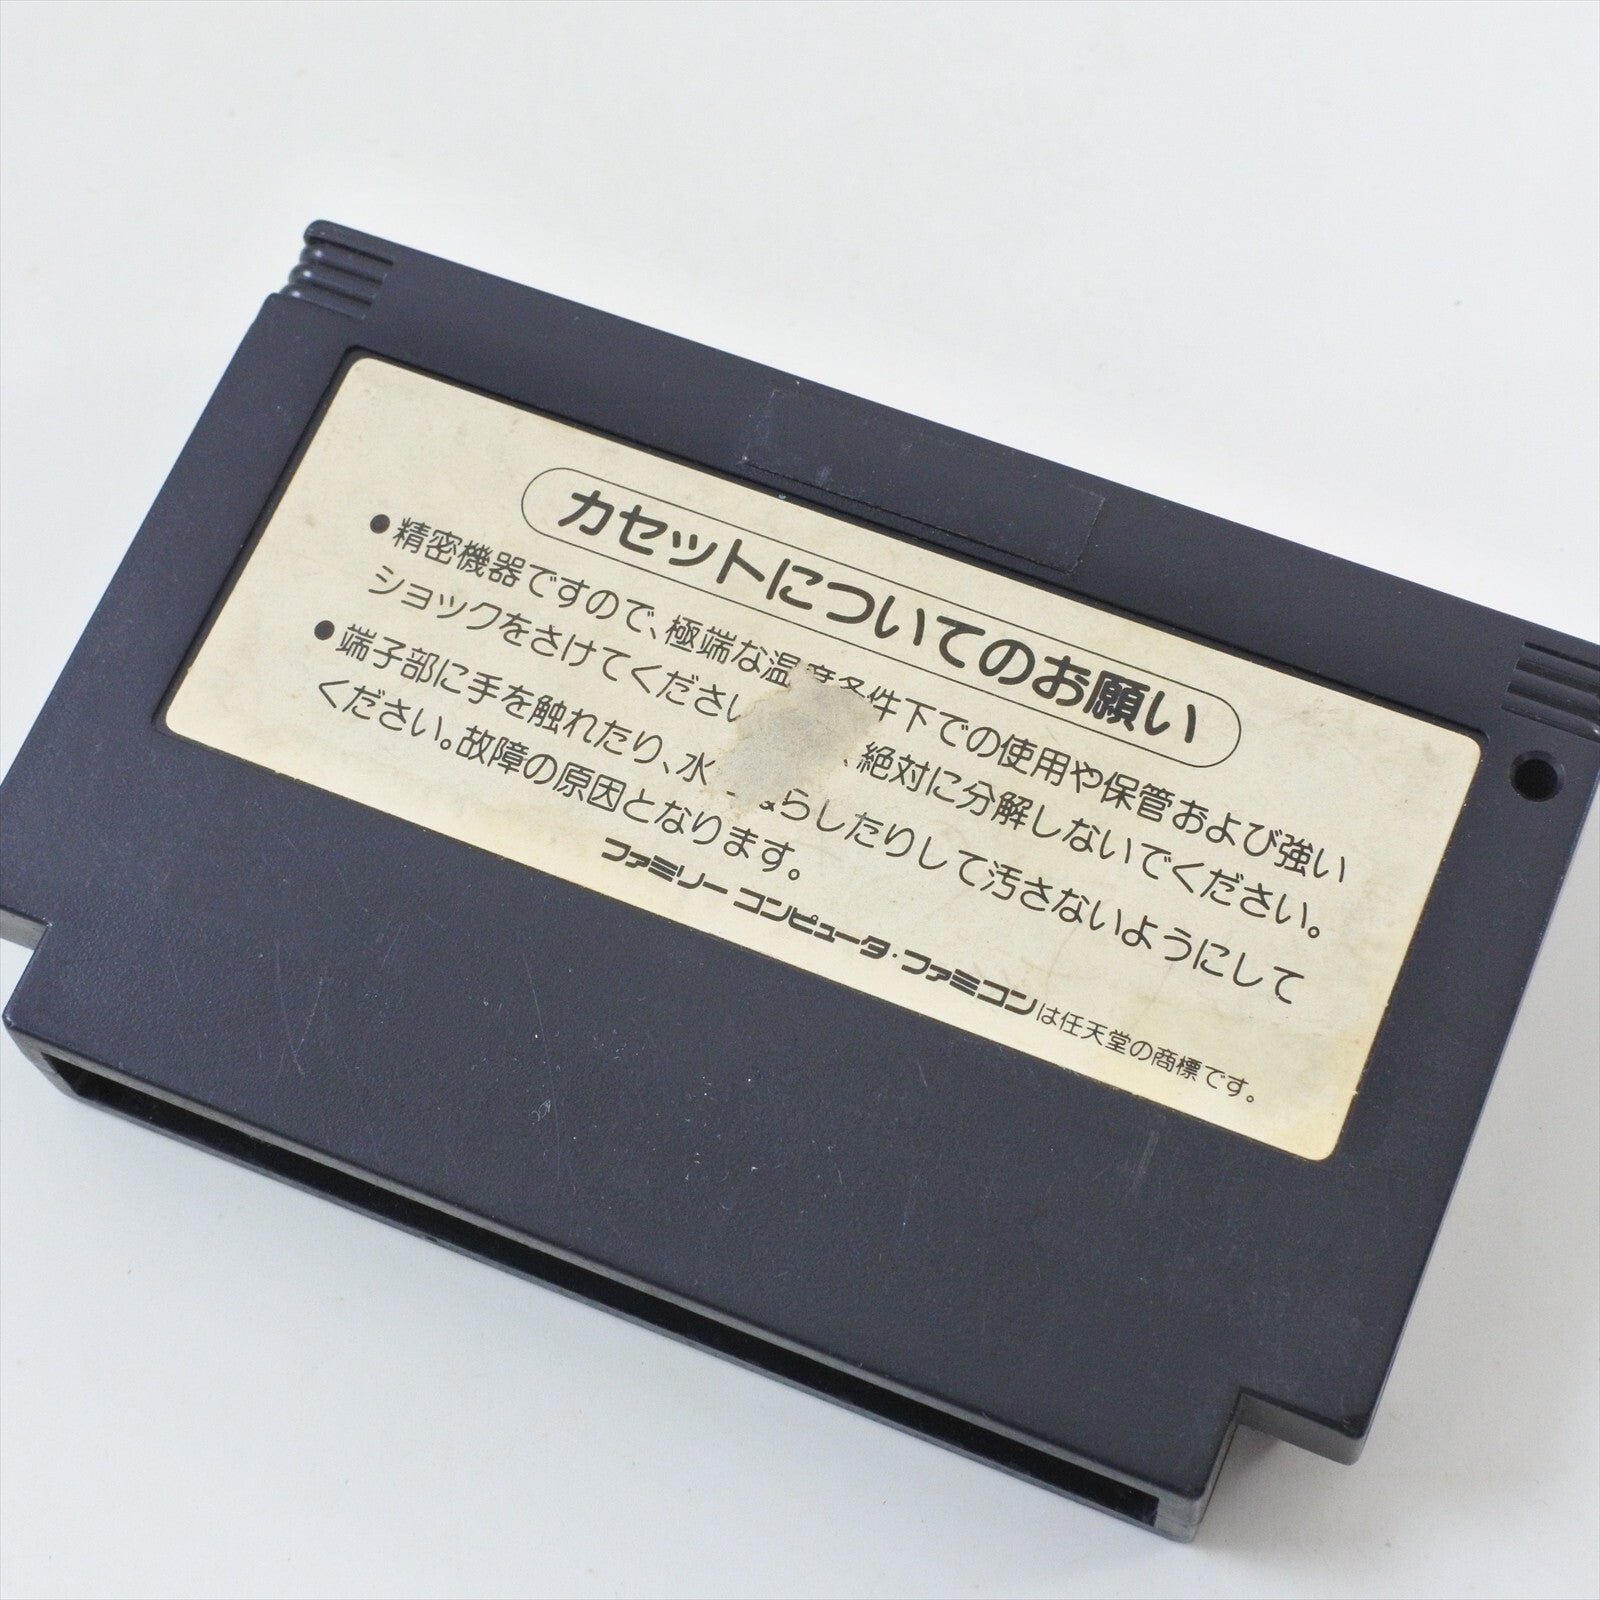 カセットについてのお願い
●精密機器ですので、極端な温度条件下での使用や保管および強い
ショックをさけてください、絶対に分解しないでください。
●端子部に手を触れたり、水 らしたりして汚さないようにして
ください。故障の原因となります。
ファミリー コンピュータ・ファミコンは任天堂の商標です。